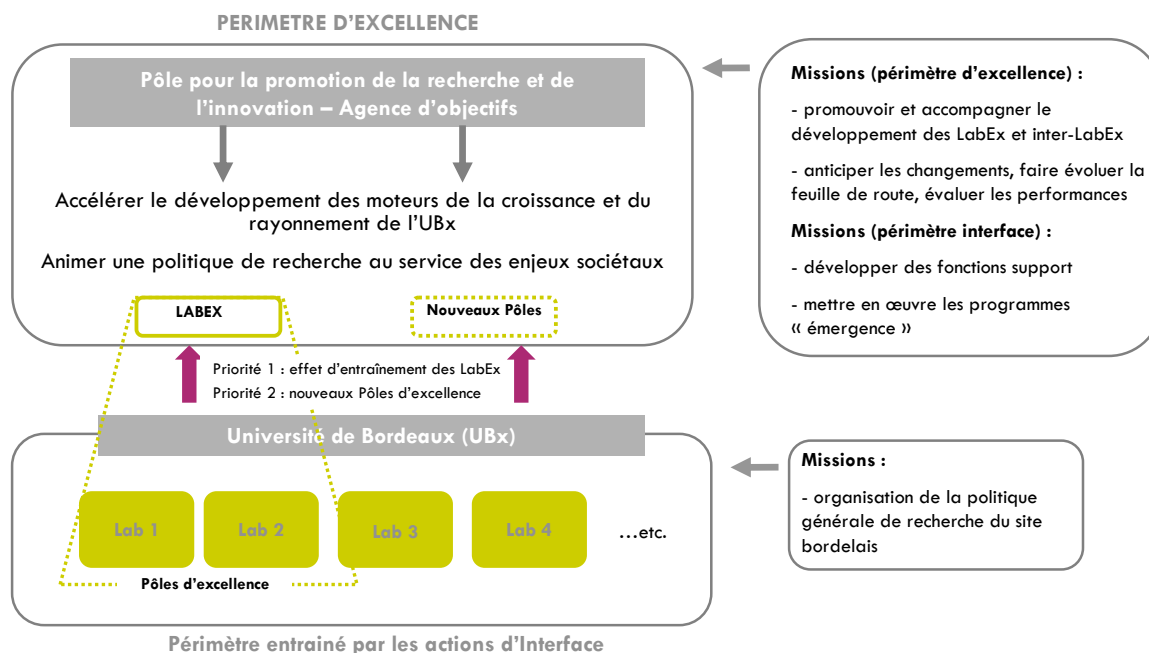 PERIMETRE D'EXCELLENCE
Pôle pour la promotion de la recherche et de
l'innovation – Agence d'objectifs
Accélérer le développement des moteurs de la croissance et du
rayonnement de l'UBx
Animer une politique de recherche au service des enjeux sociétaux
LABEX
Nouveaux Pôles
Missions (périmètre d'excellence) :
- promouvoir et accompagner le
développement des LabEx et inter-LabEx
- anticiper les changements, faire évoluer la
feuille de route, évaluer les performances
Missions (périmètre interface) :
- développer des fonctions support
- mettre en œuvre les programmes
« émergence »
Priorité 1 : effet d'entraînement des LabEx
Priorité 2 : nouveaux Pôles d'excellence
Université de Bordeaux (UBx)
Lab 1
Lab 2
Lab 3
Lab 4
...etc.
Pôles d'excellence
Missions :
- organisation de la politique
générale de recherche du site
bordelais
Périmètre entrainé par les actions d'Interface